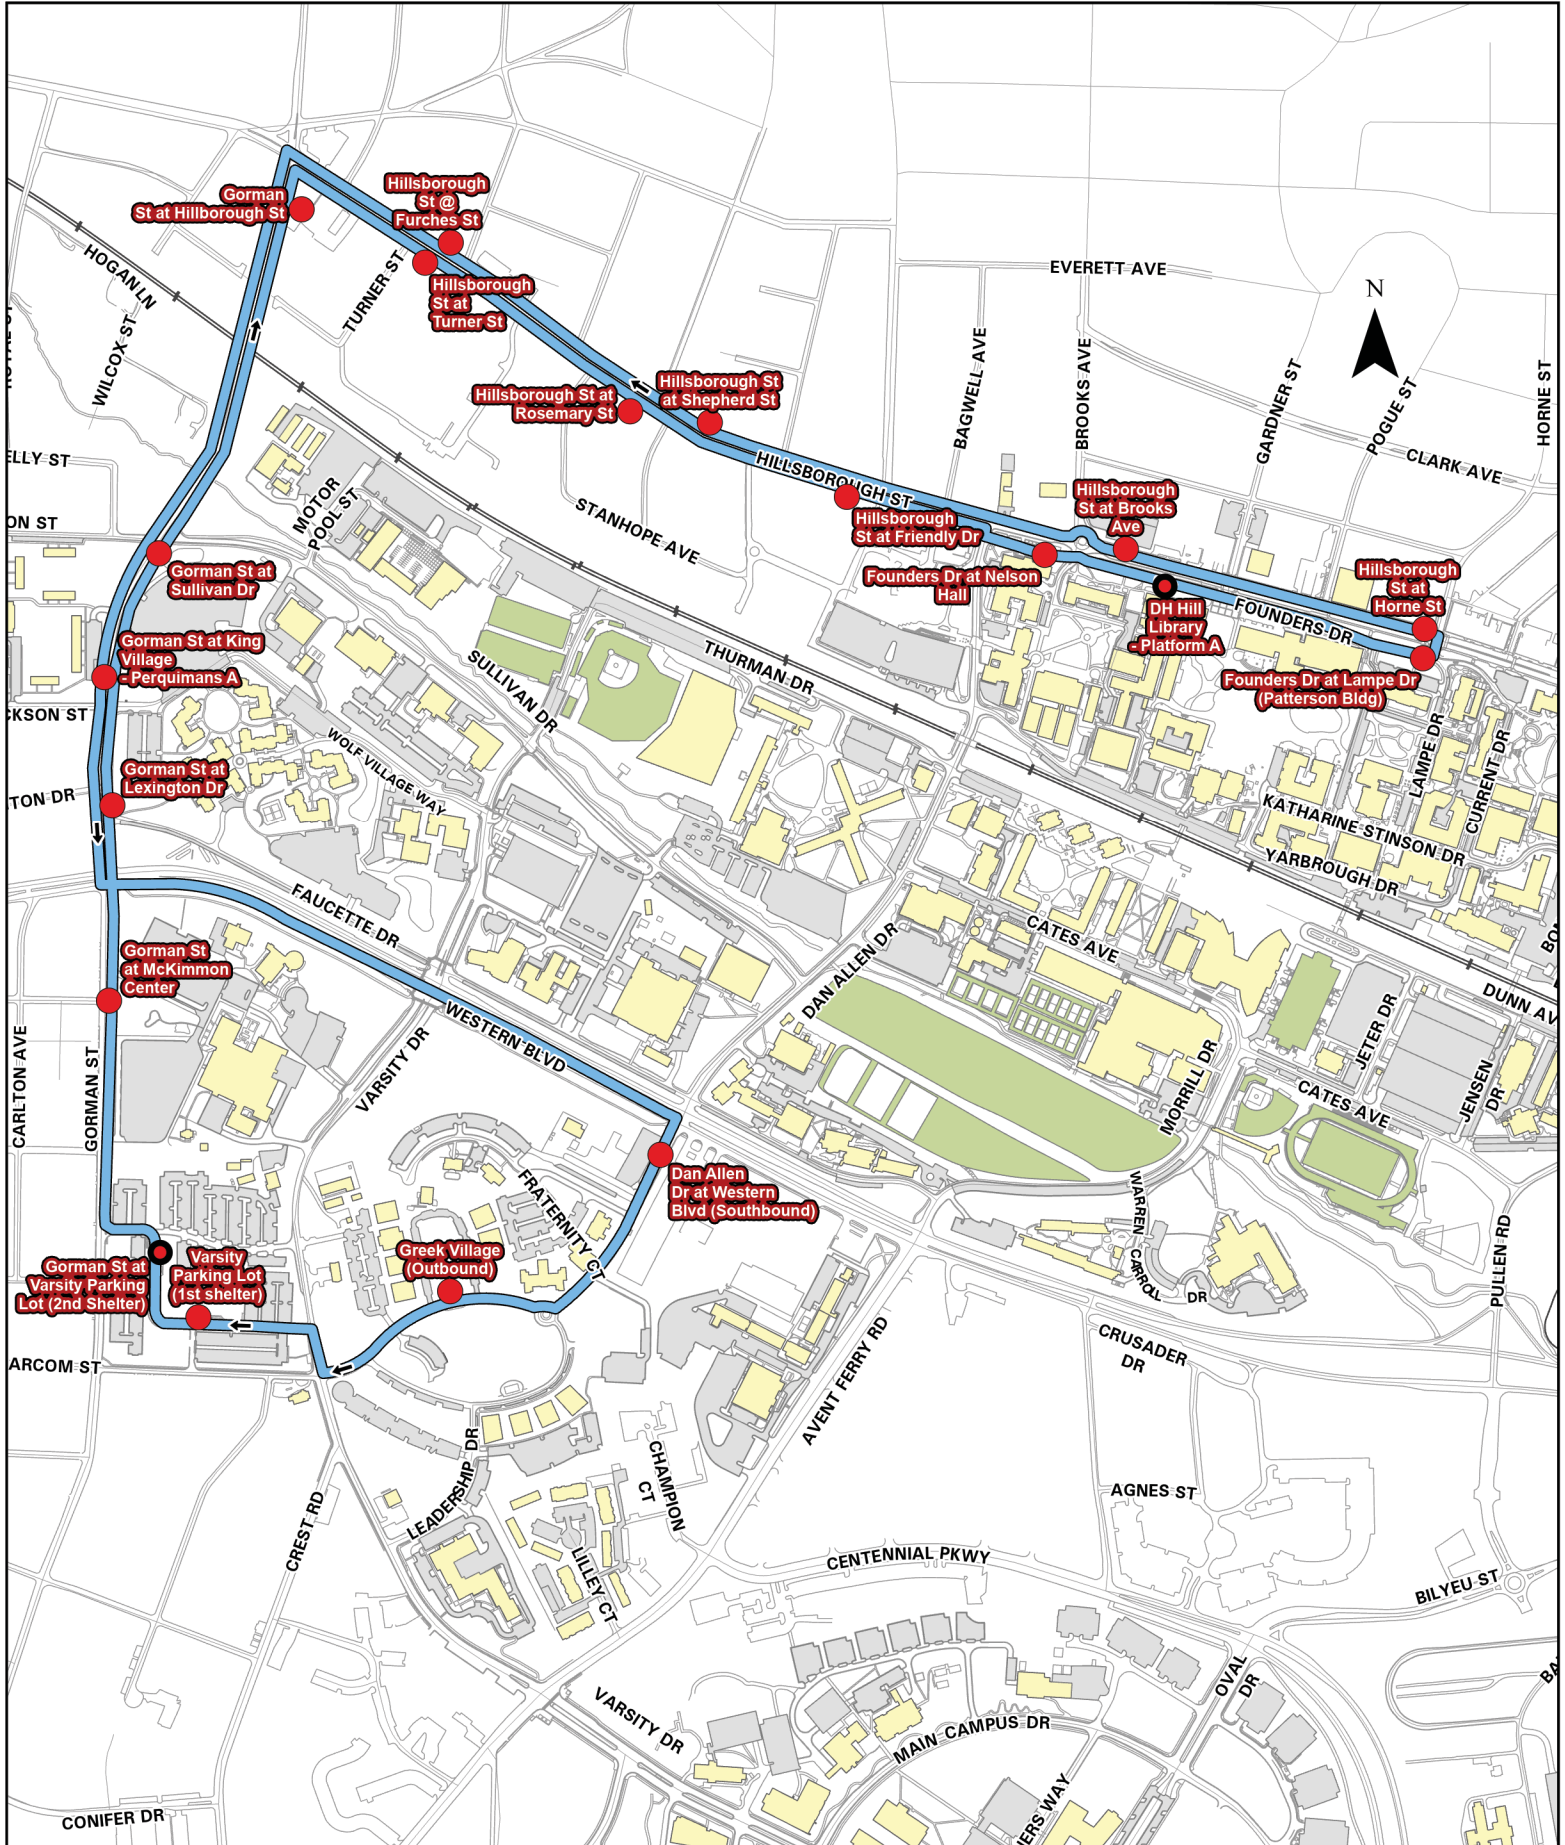 Gorman
St at Hillborough St
Hillsborough
St @
Furches St
HOGAN LN
TURNER ST
Hillsborough
St at
Turner St
WILCOX ST
EVERETT AVE
N
BAGWELL AVE
BROOKS AVE
GARDNER ST
POGUE ST
HORNE ST
Hillsborough St at
Rosemary St
Hillsborough St
at Shepherd St
HILLSBOROUGH ST
CLARK AVE
ELLY ST
MOTOR
POOL ST
STANHOPE AVE
ON ST
Hillsborough
St at Friendly Dr
Hillsborough
St at Brooks
Ave
Founders Dr at Nelson
Hall
DH Hill
Library
- Platform A
FOUNDERS DR
Hillsborough
St at
Horne St
Founders Dr at Lampe Dr
(Patterson Bldg)
Gorman St at
Sullivan Dr
Gorman St at King
Village
- Perquimans A
CKSON ST
SULLIVAN DR
THURMAN DR
WOLF VILLAGE WAY
Gorman St at
Lexington Dr
TON DR
LAMPE DR
CURRENT DR
KATHARINE STINSON DR
YARBROUGH DR
FAUCETTE DR
CATES AVE
DAN ALLEN DR
Gorman St
at McKimmon
Center
DUNN AV
WESTERN BLVD
VARSITY DR
CARLTON AVE
GORMAN ST
JETER DR
MORRILL DR
CATES AVE
JENSEN
DR
Dan Allen
Dr at Western
Blvd (Southbound)
FRATERNITY CT
WARREN CARROLL DR
PULLEN RD
Greek Village
(Outbound)
Gorman St at
Varsity Parking
Lot (2nd Shelter)
Varsity
Parking Lot
(1st shelter)
ARCOM ST
CRUSADER
DR
AVENT FERRY RD
LEADERSHIP DR
CHAMPION
CT
CREST RD
AGNES ST
LILLEY CT
CENTENNIAL PKWY
BILYEU ST
OVAL
DR
VARSITY DR
MAIN CAMPUS DR
CONIFER DR
ERS WAY